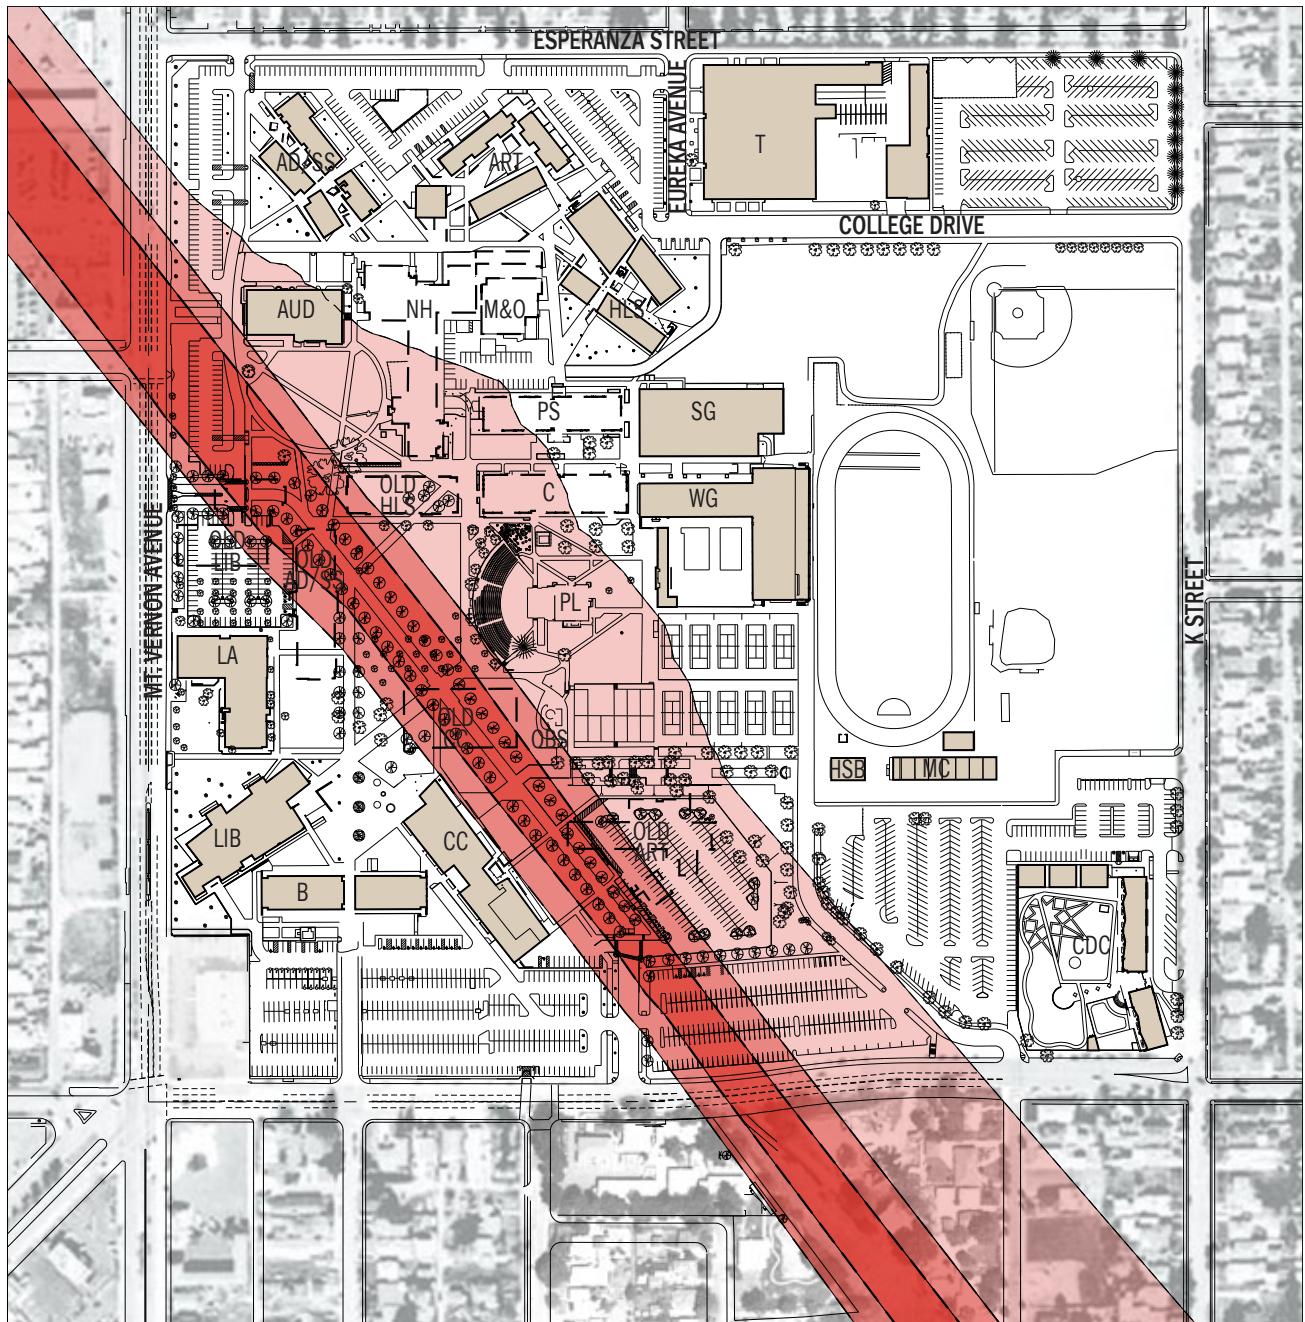 ESPERANZA STREET
EUREKA AVENUE
T
AD/SS
ART
T
COLLEGE DRIVE
AUD
NH
M&O
HLS
PS
SG
OLD
HLS
C
WG
OLD
LIB
OLD
AD/SS
MT. VERNON AVENUE
K STREET
PL
LA
OLD
CC
OBS
HSB
MC
LIB
CC
OLD
ART
B
CDC